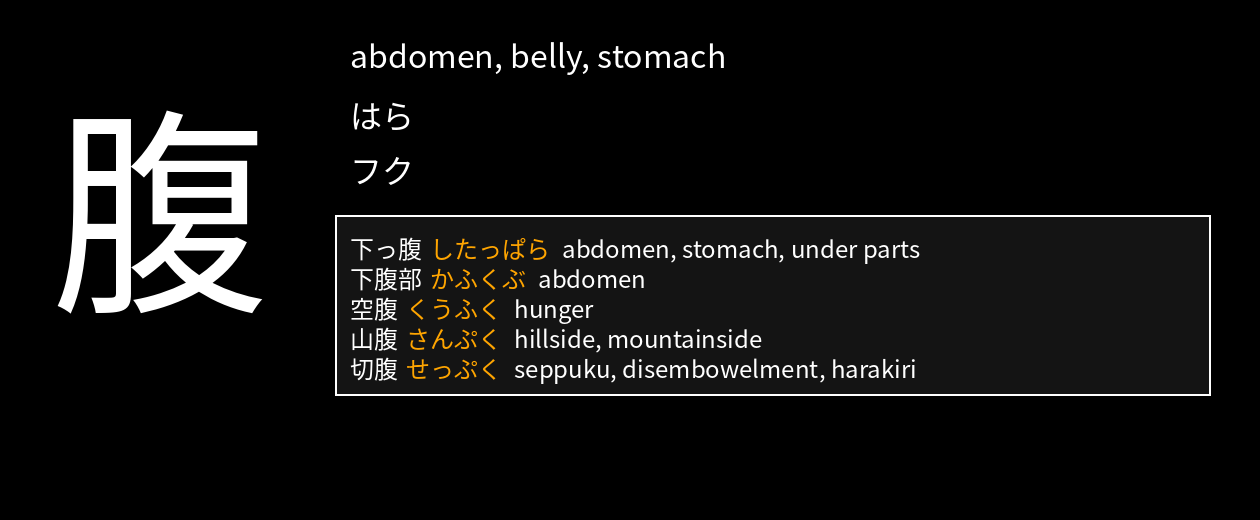 腹
abdomen, belly, stomach
はら
フク
下っ腹 したっぱら abdomen, stomach, under parts
下腹部 かふくぶ abdomen
空腹 くうふく hunger
山腹 さんぷく hillside, mountainside
切腹 せっぷく seppuku, disembowelment, harakiri